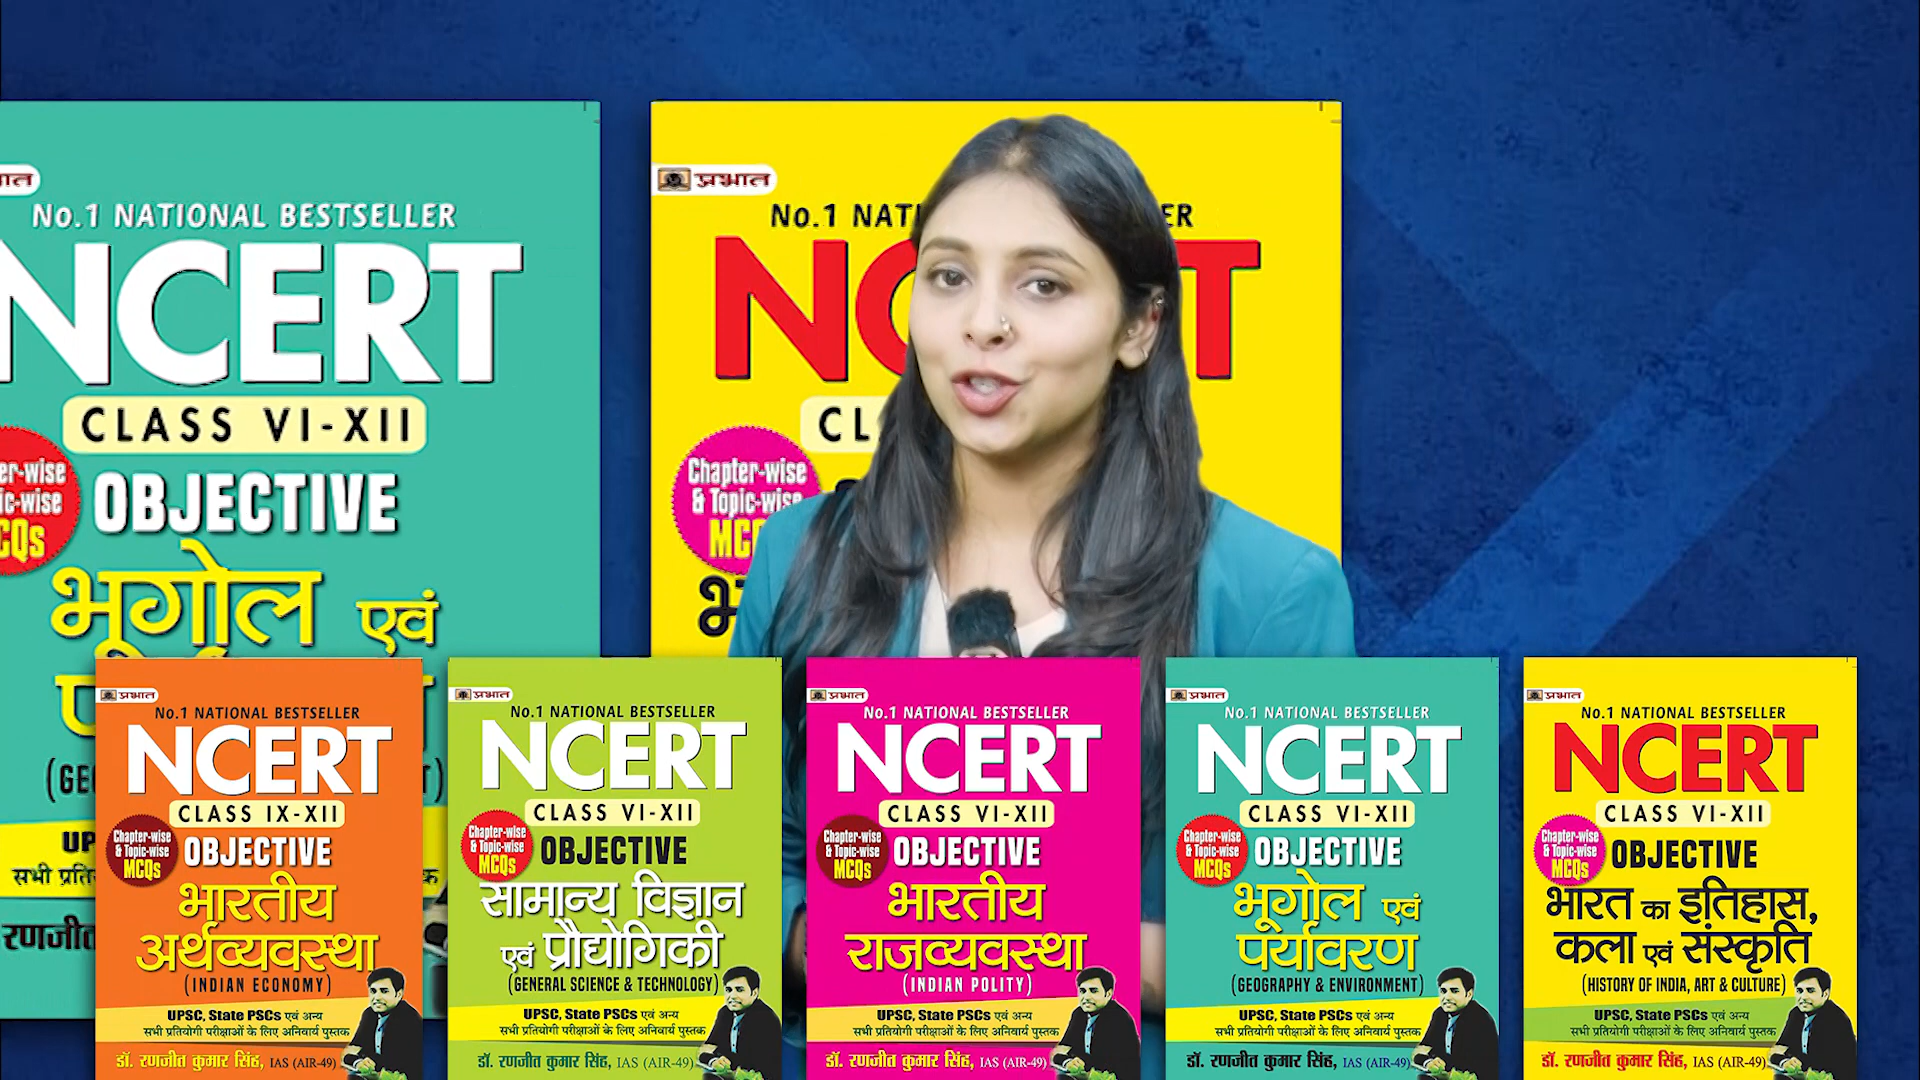 No.1 NATIONAL BESTSELLER
NCERT
CLASS VI-XII
OBJECTIVE
भूगोल एवं
प्रभात
No.1
Chapter-wise
& Topic-wise
प्रभात
No.1 NATIONAL BESTSELLER
NCERT
CLASS IX-XII
Chapter-wise
& Topic-wise
MCQs
OBJECTIVE
भारतीय
अर्थव्यवस्था
(INDIAN ECONOMY)
UPSC, State PSCs एवं अन्य
सभी प्रतियोगी परीक्षाओं के लिए अनिवार्य पुस्तक
डॉ. रणजीत कुमार सिंह, IAS (AIR-49)
प्रभात
No.1 NATIONAL BESTSELLER
NCERT
CLASS VI-XII
Chapter-wise
& Topic-wise
MCQs
OBJECTIVE
सामान्य विज्ञान
एवं प्रौद्योगिकी
(GENERAL SCIENCE & TECHNOLOGY)
UPSC, State PSCs एवं अन्य
सभी प्रतियोगी परीक्षाओं के लिए अनिवार्य पुस्तक
डॉ. रणजीत कुमार सिंह, IAS (AIR-49)
प्रभात
No.1 NATIONAL BESTSELLER
NCERT
CLASS VI-XII
Chapter-wise
& Topic-wise
MCQs
OBJECTIVE
भारतीय
राजव्यवस्था
(INDIAN POLITY)
UPSC, State PSCs एवं अन्य
सभी प्रतियोगी परीक्षाओं के लिए अनिवार्य पुस्तक
डॉ. रणजीत कुमार सिंह, IAS (AIR-49)
प्रभात
No.1 NATIONAL BESTSELLER
NCERT
CLASS VI-XII
Chapter-wise
& Topic-wise
MCQs
OBJECTIVE
भूगोल एवं
पर्यावरण
(GEOGRAPHY & ENVIRONMENT)
UPSC, State PSCs एवं अन्य
सभी प्रतियोगी परीक्षाओं के लिए अनिवार्य पुस्तक
डॉ. रणजीत कुमार सिंह, IAS (AIR-49)
प्रभात
No.1 NATIONAL BESTSELLER
NCERT
CLASS VI-XII
Chapter-wise
& Topic-wise
MCQs
OBJECTIVE
भारत का इतिहास,
कला एवं संस्कृति
(HISTORY OF INDIA, ART & CULTURE)
UPSC, State PSCs एवं अन्य
सभी प्रतियोगी परीक्षाओं के लिए अनिवार्य पुस्तक
डॉ. रणजीत कुमार सिंह, IAS (AIR-49)